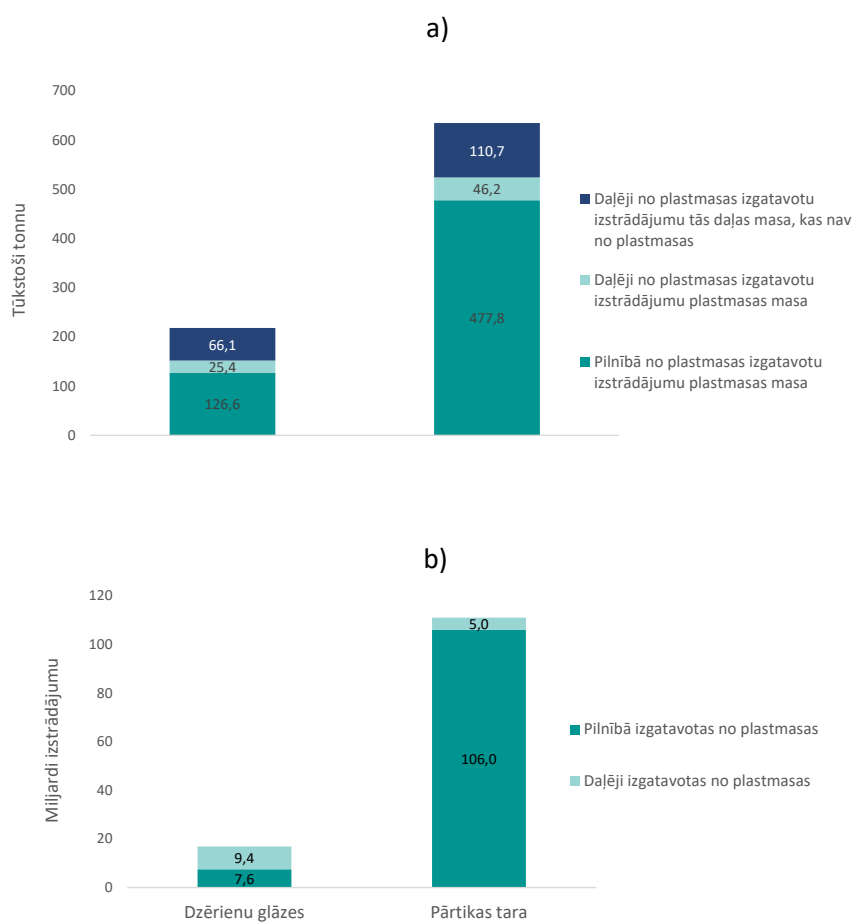 a)
700
600
500
400
300
200
100
0
Tūkstoši tonnu
66,1
25,4
126,6
110,7
46,2
477,8
Daļēji no plastmasas izgatavotu
izstrādājumu tās daļas masa, kas nav
no plastmasas
Daļēji no plastmasas izgatavotu
izstrādājumu plastmasas masa
Pilnībā no plastmasas izgatavotu
izstrādājumu plastmasas masa
b)
120
100
80
60
40
20
0
Miljardi izstrādājumu
9,4
7,6
5,0
106,0
Dzērienu glāzes
Pārtikas tara
Pilnībā izgatavotas no plastmasas
Daļēji izgatavotas no plastmasas